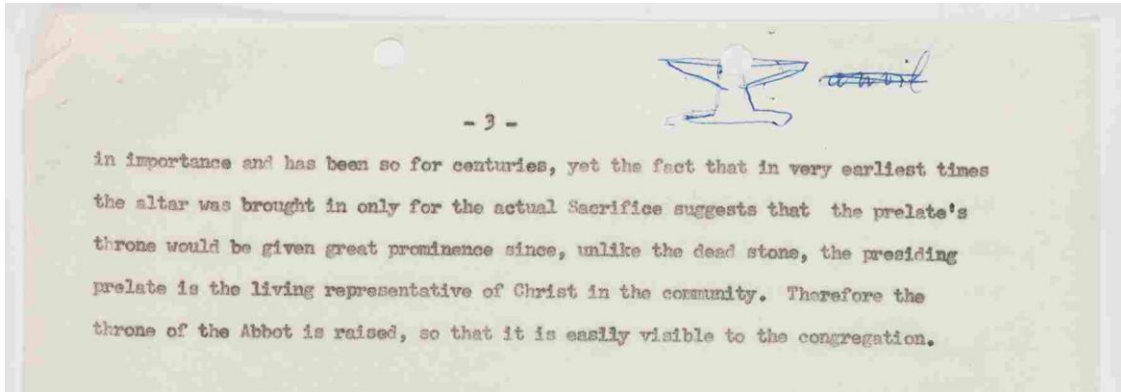 anvil
- 3 -
in importance and has been so for centuries, yet the fact that in very earliest times
the altar was brought in only for the actual Sacrifice suggests that the prelate's
throne would be given great prominence since, unlike the dead stone, the presiding
prelate is the living representative of Christ in the community. Therefore the
throne of the Abbot is raised, so that it is easily visible to the congregation.